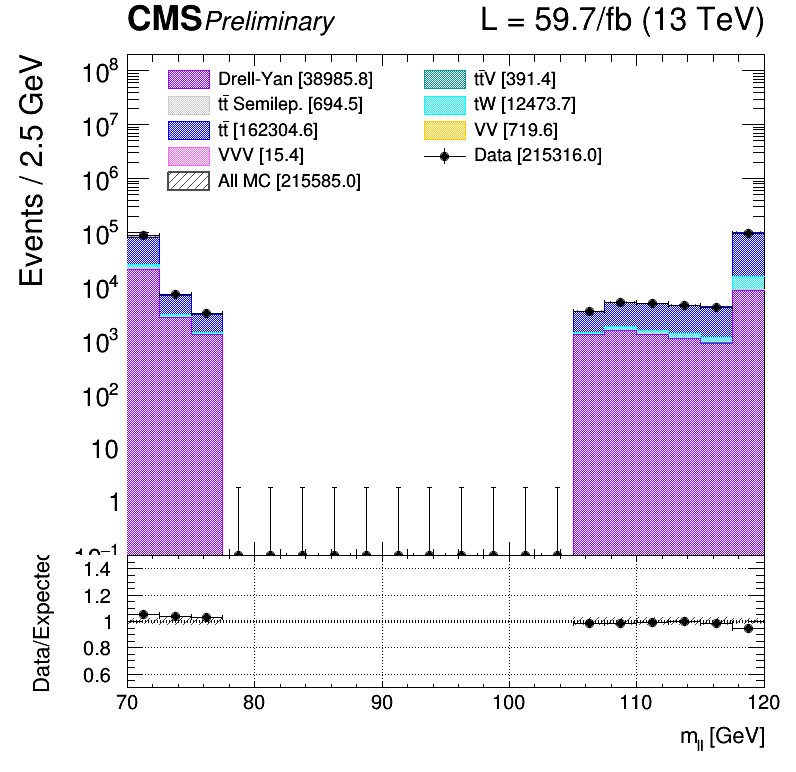 CMS Preliminary L = 59.7/fb (13 TeV)
Events / 2.5 GeV
Drell-Yan [38985.8]
tt̄ Semilep. [694.5]
tt̄ [162304.6]
VVV [15.4]
All MC [215585.0]
tt̄V [391.4]
tW [12473.7]
VV [719.6]
Data [215316.0]
10⁸
10⁷
10⁶
10⁵
10⁴
10³
10²
10
1
10⁻¹
Data/Expected
1.4
1.2
1
0.8
0.6
70 80 90 100 110 120
m_ll [GeV]